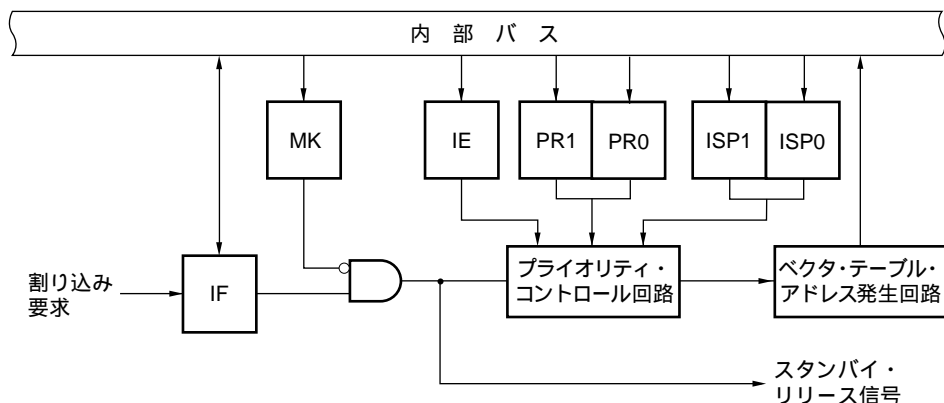 内部バス
MK
IE
PR1
PR0
ISP1
ISP0
割り込み
要求
IF
プライオリティ・
コントロール回路
ベクタ・テーブル・
アドレス発生回路
スタンバイ・
リリース信号